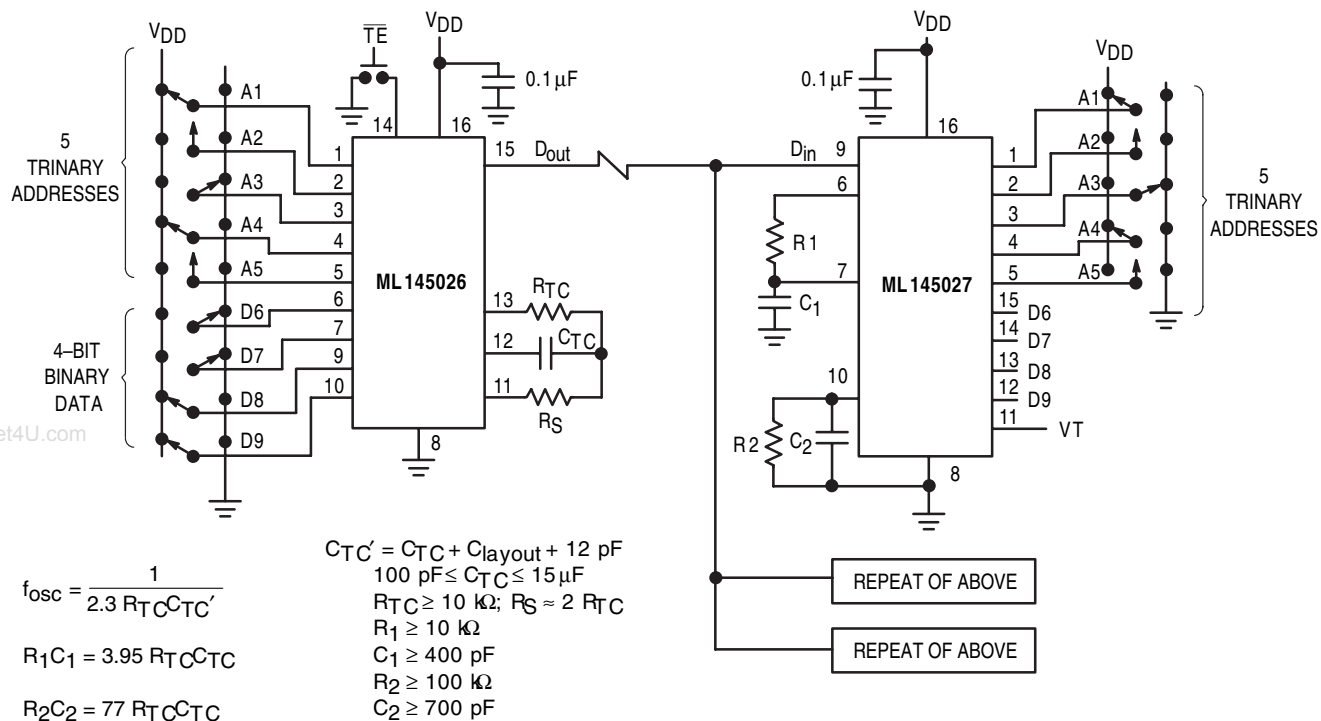 VDD
5
TRINARY
ADDRESSES
A1
A2
A3
A4
A5
4–BIT
BINARY
DATA
D6
D7
D8
D9
et4U.com
TE
VDD
0.1 µF
14
16
1
2
3
4
5
6
7
9
10
ML145026
15
Dout
13
RTC
12
CTC
11
RS
8
VDD
0.1 µF
16
Din
9
6
R1
7
C1
10
R2
C2
ML145027
8
1
2
3
4
5
15
D6
14
D7
13
D8
12
D9
11
VT
VDD
A1
A2
A3
A4
A5
5
TRINARY
ADDRESSES
REPEAT OF ABOVE
REPEAT OF ABOVE
fosc = 1 / 2.3 RTCCTC′
R1C1 = 3.95 RTCCTC
R2C2 = 77 RTCCTC
CTC′ = CTC + Clayout + 12 pF
100 pF ≤ CTC ≤ 15 µF
RTC ≥ 10 kΩ; RS ≈ 2 RTC
R1 ≥ 10 kΩ
C1 ≥ 400 pF
R2 ≥ 100 kΩ
C2 ≥ 700 pF